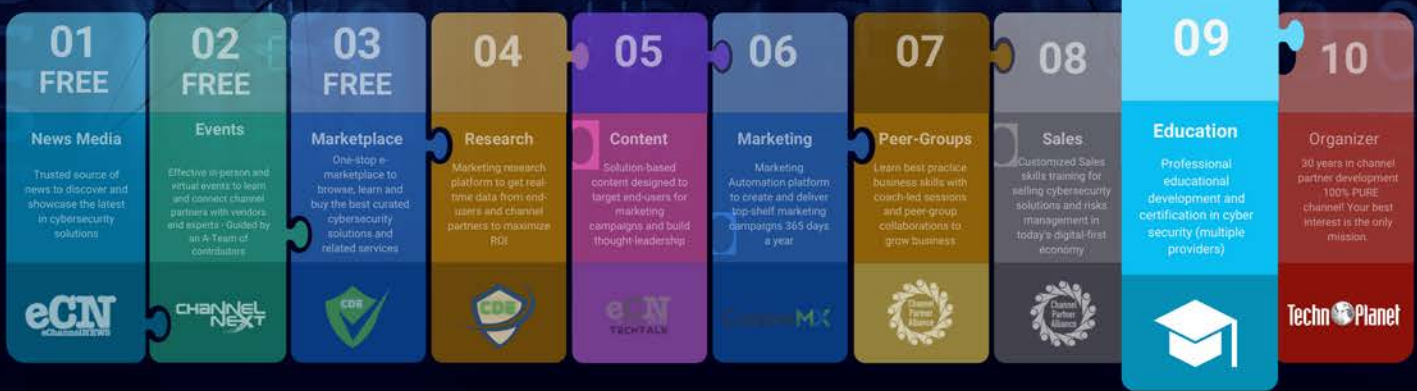 01
FREE
News Media
Trusted source of
news to discover and
showcase the latest
in cybersecurity
solutions
eCN
eChannelNEWS
02
FREE
Events
Effective in-person and
virtual events to learn
and connect channel
partners with vendors
and experts - Guided by
an A-Team of
contributors
CHANNEL
NEXT
03
FREE
Marketplace
One-stop e-
marketplace to
browse, learn and
buy the best curated
cybersecurity
solutions and
related services
CDE
04
Research
Marketing research
platform to get real-
time data from end-
users and channel
partners to maximize
ROI
CDE
05
Content
Solution-based
content designed to
target end-users for
marketing
campaigns and build
thought-leadership
eCN
TECHTALK
06
Marketing
Marketing
Automation platform
to create and deliver
top-shelf marketing
campaigns 365 days
a year
MX
07
Peer-Groups
Learn best practice
business skills with
coach-led sessions
and peer-group
collaborations to
grow business
Channel
Partner
Alliance
08
Sales
Customized Sales
skills training for
selling cybersecurity
solutions and risks
management in
today's digital-first
economy
Channel
Partner
Alliance
09
Education
Professional
educational
development and
certification in cyber
security (multiple
providers)
10
Organizer
30 years in channel
partner development
100% PURE
channel! Your best
interest is the only
mission.
TechnoPlanet